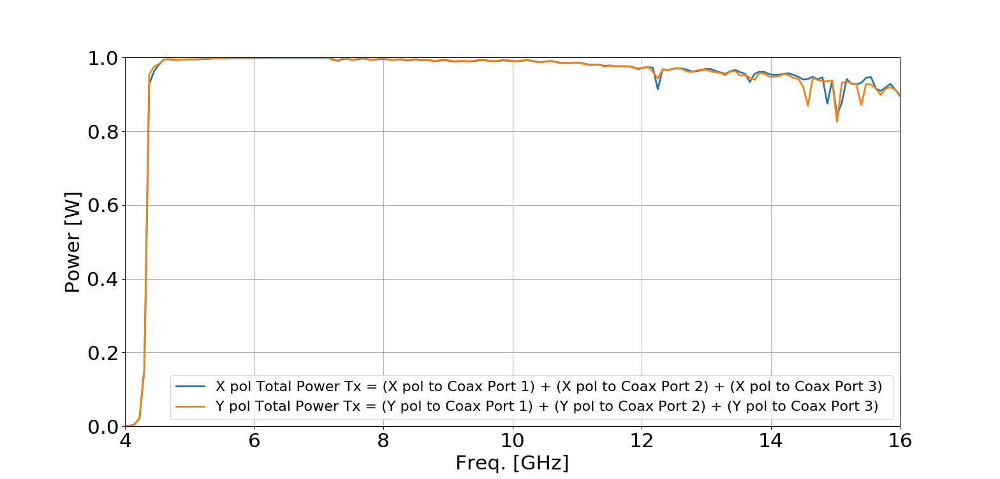 1.0
0.8
0.6
0.4
0.2
0.0
Power [W]
X pol Total Power Tx = (X pol to Coax Port 1) + (X pol to Coax Port 2) + (X pol to Coax Port 3)
Y pol Total Power Tx = (Y pol to Coax Port 1) + (Y pol to Coax Port 2) + (Y pol to Coax Port 3)
4 6 8 10 12 14 16
Freq. [GHz]